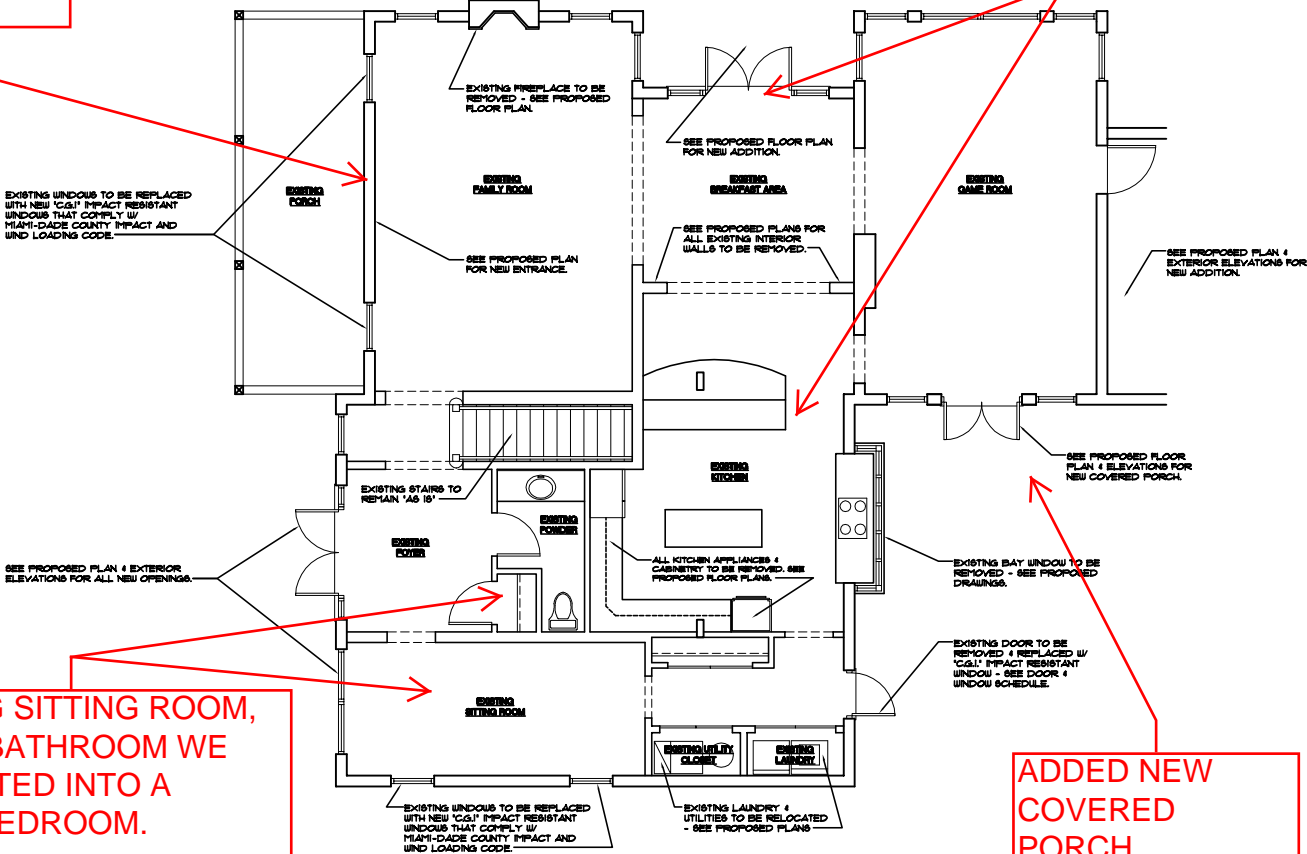 EXISTING FIREPLACE TO BE
REMOVED - SEE PROPOSED
FLOOR PLAN.
SEE PROPOSED FLOOR PLAN
FOR NEW ADDITION.
EXISTING WINDOWS TO BE REPLACED
WITH NEW "C.G.I" IMPACT RESISTANT
WINDOWS THAT COMPLY W/
MIAMI-DADE COUNTY IMPACT AND
WIND LOADING CODE.
EXISTING
PORCH
EXISTING
FAMILY ROOM
EXISTING
BREAKFAST AREA
EXISTING
GAME ROOM
SEE PROPOSED PLANS FOR
ALL EXISTING INTERIOR
WALLS TO BE REMOVED.
SEE PROPOSED PLAN
FOR NEW ENTRANCE.
SEE PROPOSED PLAN &
EXTERIOR ELEVATIONS FOR
NEW ADDITION.
SEE PROPOSED FLOOR
PLAN & ELEVATIONS FOR
NEW COVERED PORCH.
EXISTING
KITCHEN
EXISTING STAIRS TO
REMAIN "AS IS"
EXISTING
POWDER
EXISTING
FOYER
ALL KITCHEN APPLIANCES &
CABINETRY TO BE REMOVED. SEE
PROPOSED FLOOR PLANS.
EXISTING BAY WINDOW TO BE
REMOVED - SEE PROPOSED
DRAWINGS.
SEE PROPOSED PLAN & EXTERIOR
ELEVATIONS FOR ALL NEW OPENINGS.
EXISTING DOOR TO BE
REMOVED & REPLACED W/
"C.G.I." IMPACT RESISTANT
WINDOW - SEE DOOR &
WINDOW SCHEDULE.
EXISTING
SITTING ROOM
EXISTING UTILITY
CLOSET
EXISTING
LAUNDRY
SITTING ROOM,
BATHROOM WE
INTO A
ADDED NEW
COVERED
PORCH
EXISTING WINDOWS TO BE REPLACED
WITH NEW "C.G.I" IMPACT RESISTANT
WINDOWS THAT COMPLY W/
MIAMI-DADE COUNTY IMPACT AND
WIND LOADING CODE.
EXISTING LAUNDRY &
UTILITIES TO BE RELOCATED
- SEE PROPOSED PLANS